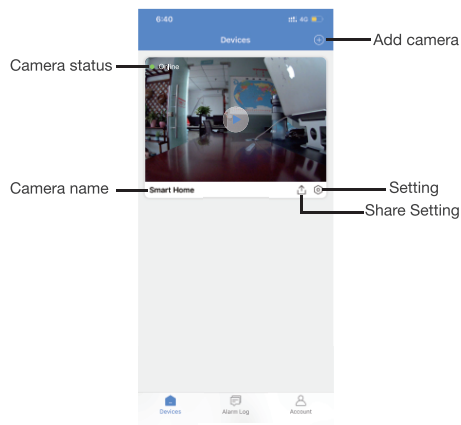 6:40
4G
Devices
Add camera
Camera status
Online
Camera name
Smart Home
Setting
Share Setting
Devices
Alarm Log
Account